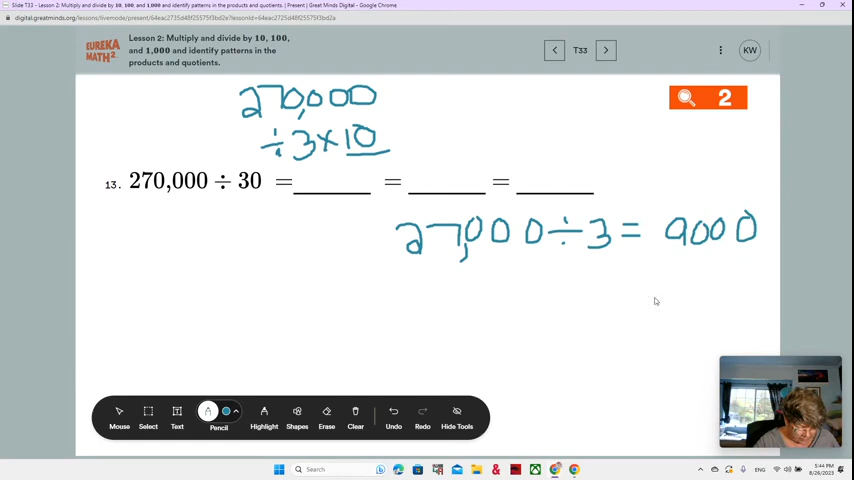 Slide T33 - Lesson 2: Multiply and divide by 10, 100, and 1,000 and identify patterns in the products and quotients. | Present | Great Minds Digital - Google Chrome
digital.greatminds.org/lessons/livemode/present/64eac2735d48f25575f3bd2e?lessonId=64eac2725d48f25575f3bd2a
EUREKA
MATH²
Lesson 2: Multiply and divide by 10, 100,
and 1,000 and identify patterns in the
products and quotients.
T33
KW
2
270,000
÷3×10
13. 270,000 ÷ 30 =______ = ______ = ______
27,000÷3= 9000
Mouse Select Text Pencil Highlight Shapes Erase Clear Undo Redo Hide Tools
Search
ENG
5:44 PM
8/26/2023